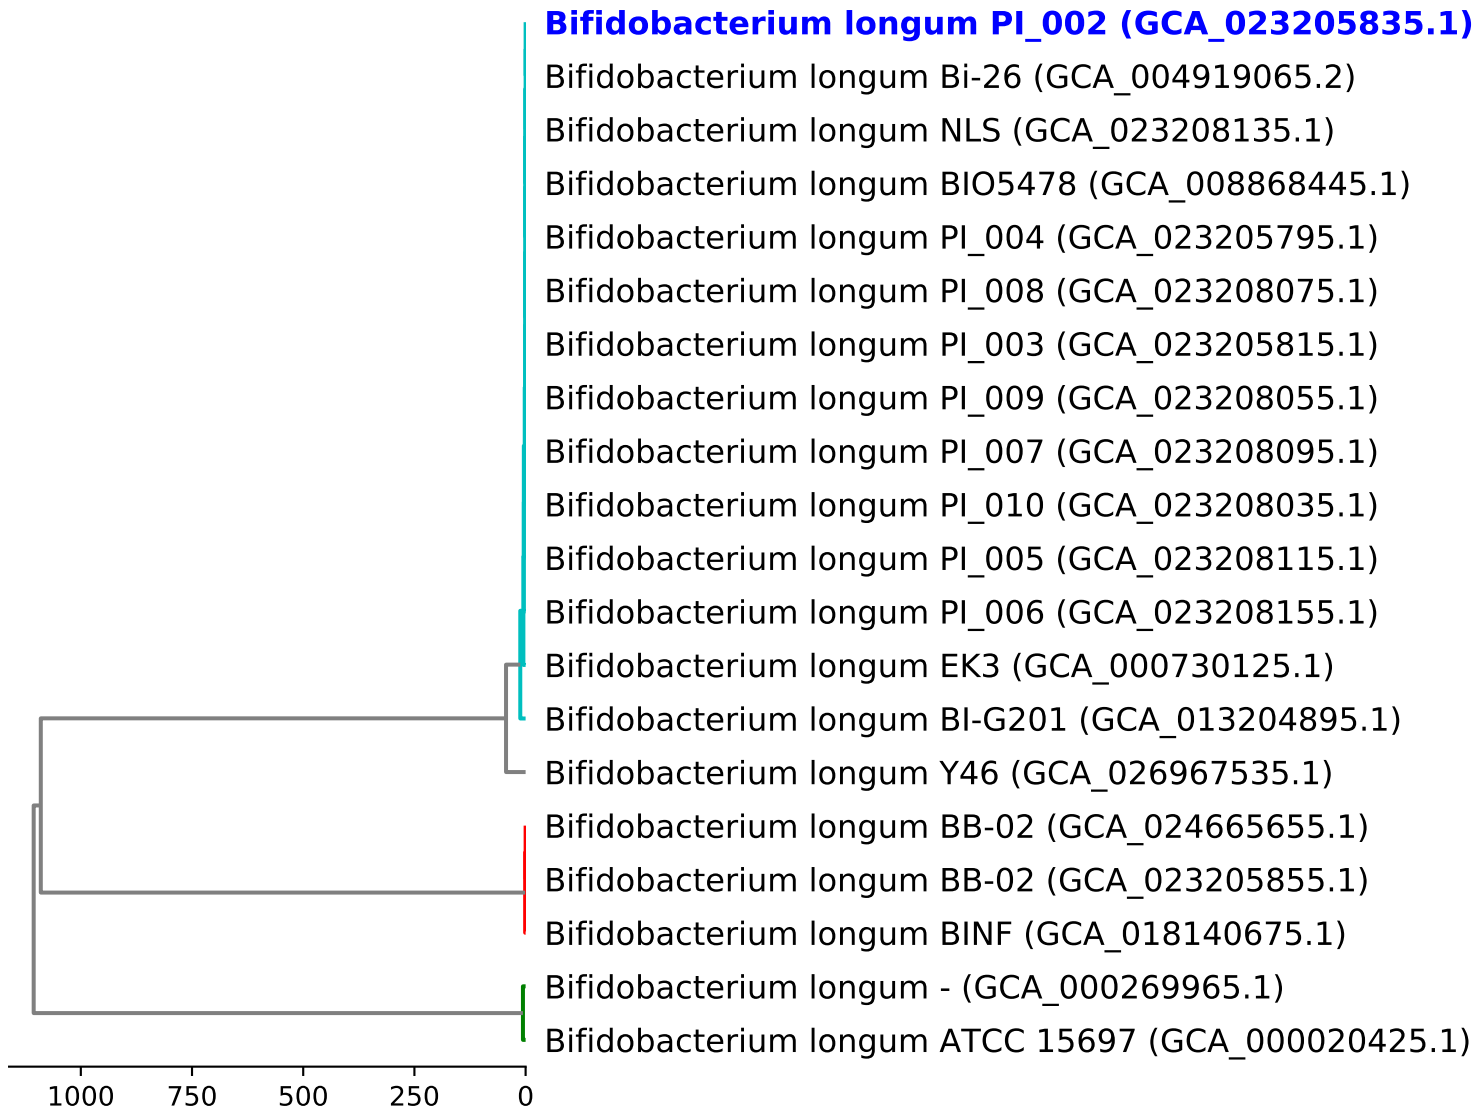 Bifidobacterium longum PI_002 (GCA_023205835.1)
Bifidobacterium longum Bi-26 (GCA_004919065.2)
Bifidobacterium longum NLS (GCA_023208135.1)
Bifidobacterium longum BIO5478 (GCA_008868445.1)
Bifidobacterium longum PI_004 (GCA_023205795.1)
Bifidobacterium longum PI_008 (GCA_023208075.1)
Bifidobacterium longum PI_003 (GCA_023205815.1)
Bifidobacterium longum PI_009 (GCA_023208055.1)
Bifidobacterium longum PI_007 (GCA_023208095.1)
Bifidobacterium longum PI_010 (GCA_023208035.1)
Bifidobacterium longum PI_005 (GCA_023208115.1)
Bifidobacterium longum PI_006 (GCA_023208155.1)
Bifidobacterium longum EK3 (GCA_000730125.1)
Bifidobacterium longum BI-G201 (GCA_013204895.1)
Bifidobacterium longum Y46 (GCA_026967535.1)
Bifidobacterium longum BB-02 (GCA_024665655.1)
Bifidobacterium longum BB-02 (GCA_023205855.1)
Bifidobacterium longum BINF (GCA_018140675.1)
Bifidobacterium longum - (GCA_000269965.1)
Bifidobacterium longum ATCC 15697 (GCA_000020425.1)
1000 750 500 250 0